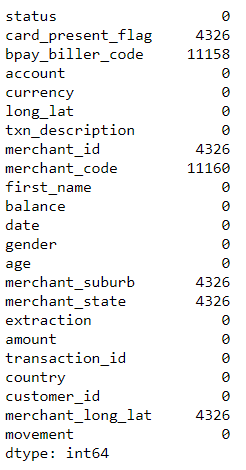 status 0
card_present_flag 4326
bpay_biller_code 11158
account 0
currency 0
long_lat 0
txn_description 0
merchant_id 4326
merchant_code 11160
first_name 0
balance 0
date 0
gender 0
age 0
merchant_suburb 4326
merchant_state 4326
extraction 0
amount 0
transaction_id 0
country 0
customer_id 0
merchant_long_lat 4326
movement 0
dtype: int64